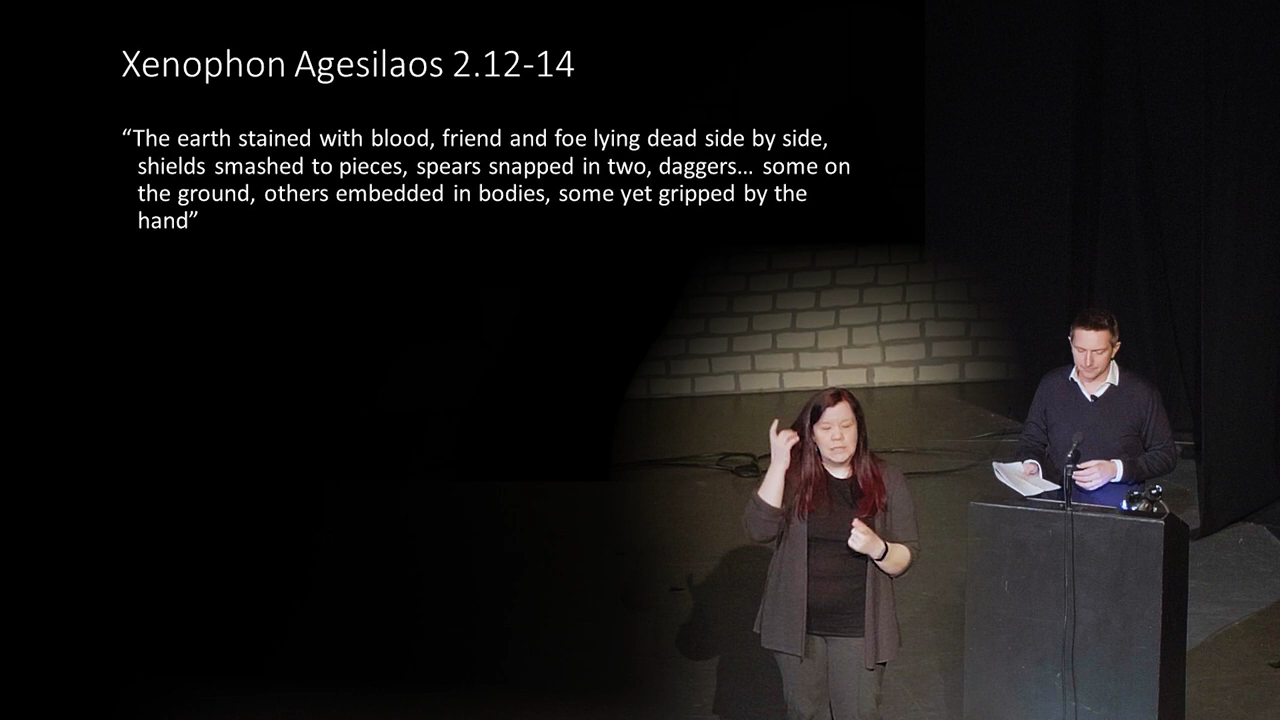 Xenophon Agesilaos 2.12-14
“The earth stained with blood, friend and foe lying dead side by side,
shields smashed to pieces, spears snapped in two, daggers… some on
the ground, others embedded in bodies, some yet gripped by the
hand”